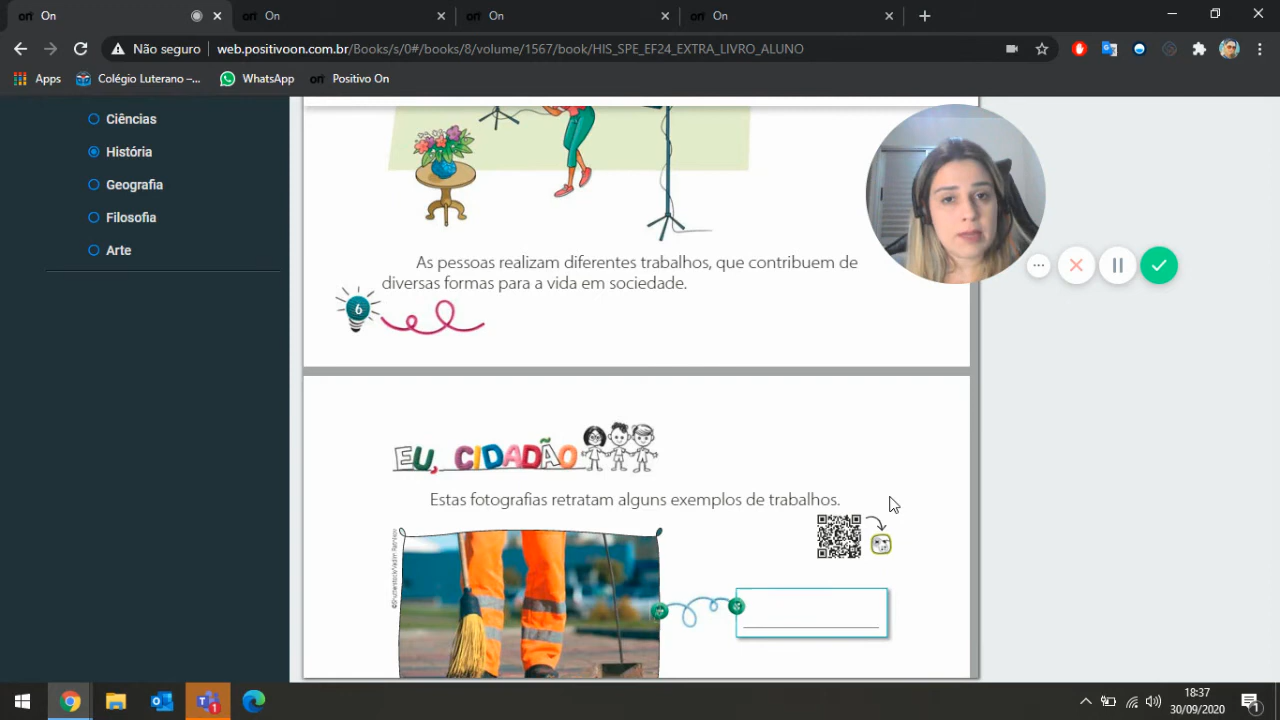 On
On
On
On
Não seguro
web.positivoon.com.br/Books/s/0#/books/8/volume/1567/book/HIS_SPE_EF24_EXTRA_LIVRO_ALUNO
Apps
Colégio Luterano –...
WhatsApp
on
Positivo On
Ciências
História
Geografia
Filosofia
Arte
As pessoas realizam diferentes trabalhos, que contribuem de
diversas formas para a vida em sociedade.
6
EU, CIDADÃO
Estas fotografias retratam alguns exemplos de trabalhos.
18:37
30/09/2020
1
1